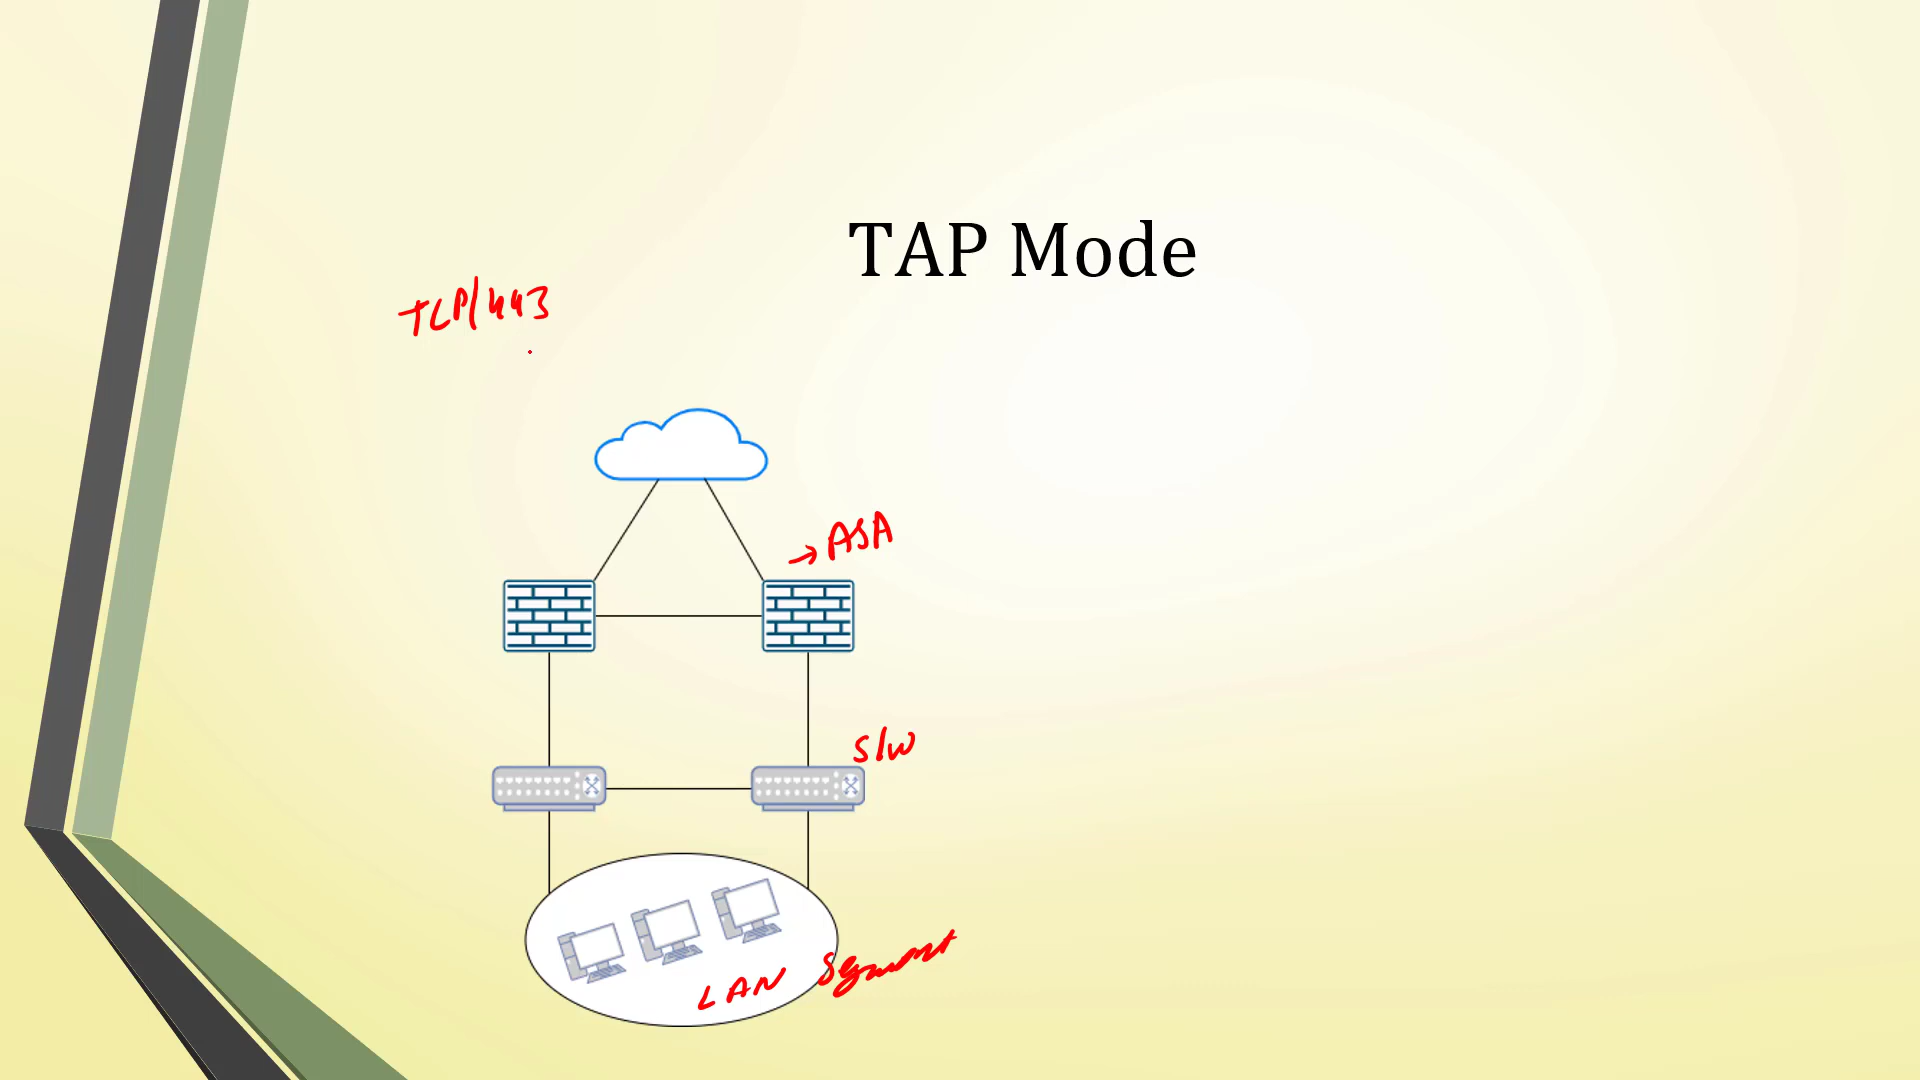 TAP Mode
TCP/443
→ ASA
S/W
LAN Segment